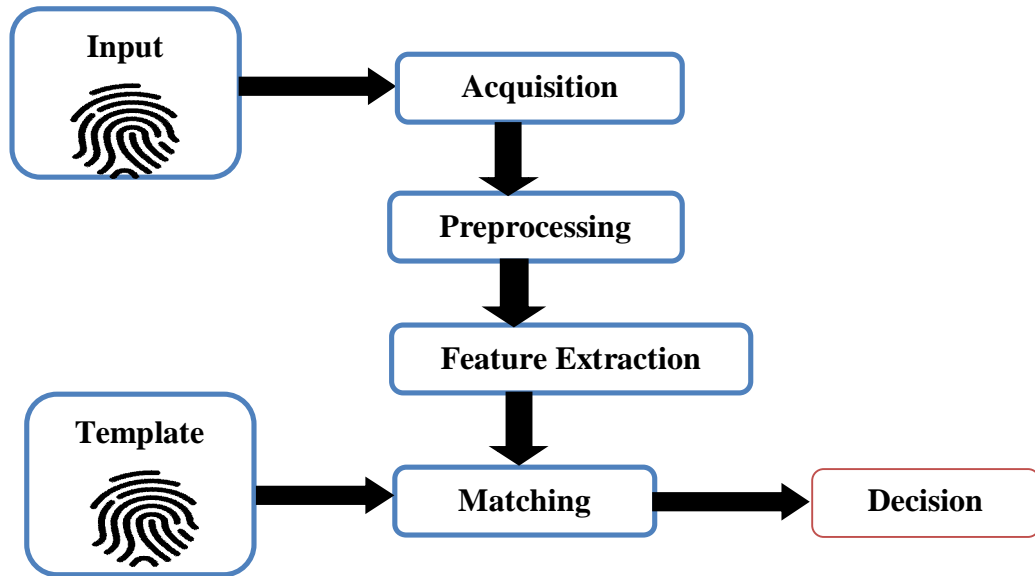 Input
Acquisition
Preprocessing
Feature Extraction
Template
Matching
Decision